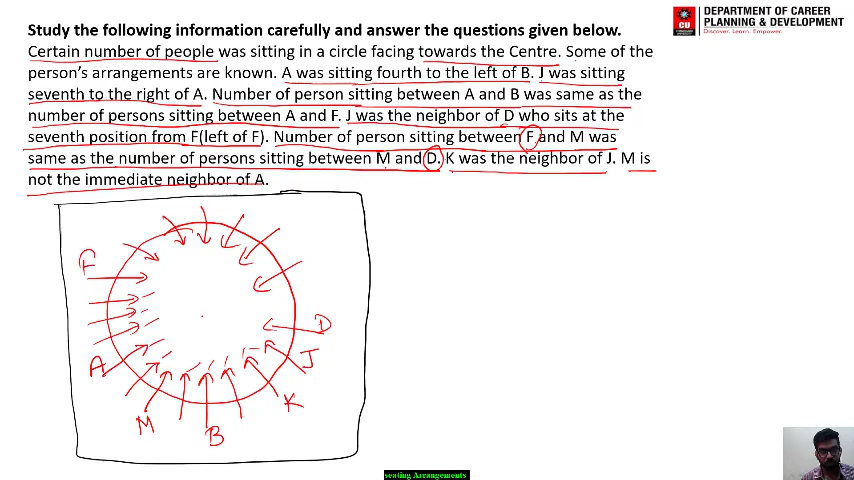 Study the following information carefully and answer the questions given below.
Certain number of people was sitting in a circle facing towards the Centre. Some of the
person's arrangements are known. A was sitting fourth to the left of B. J was sitting
seventh to the right of A. Number of person sitting between A and B was same as the
number of persons sitting between A and F. J was the neighbor of D who sits at the
seventh position from F(left of F). Number of person sitting between F and M was
same as the number of persons sitting between M and D. K was the neighbor of J. M is
not the immediate neighbor of A.
DEPARTMENT OF CAREER
PLANNING & DEVELOPMENT
Discover. Learn. Empower.
CU
F
D
A
J
K
M
B
seating Arrangements